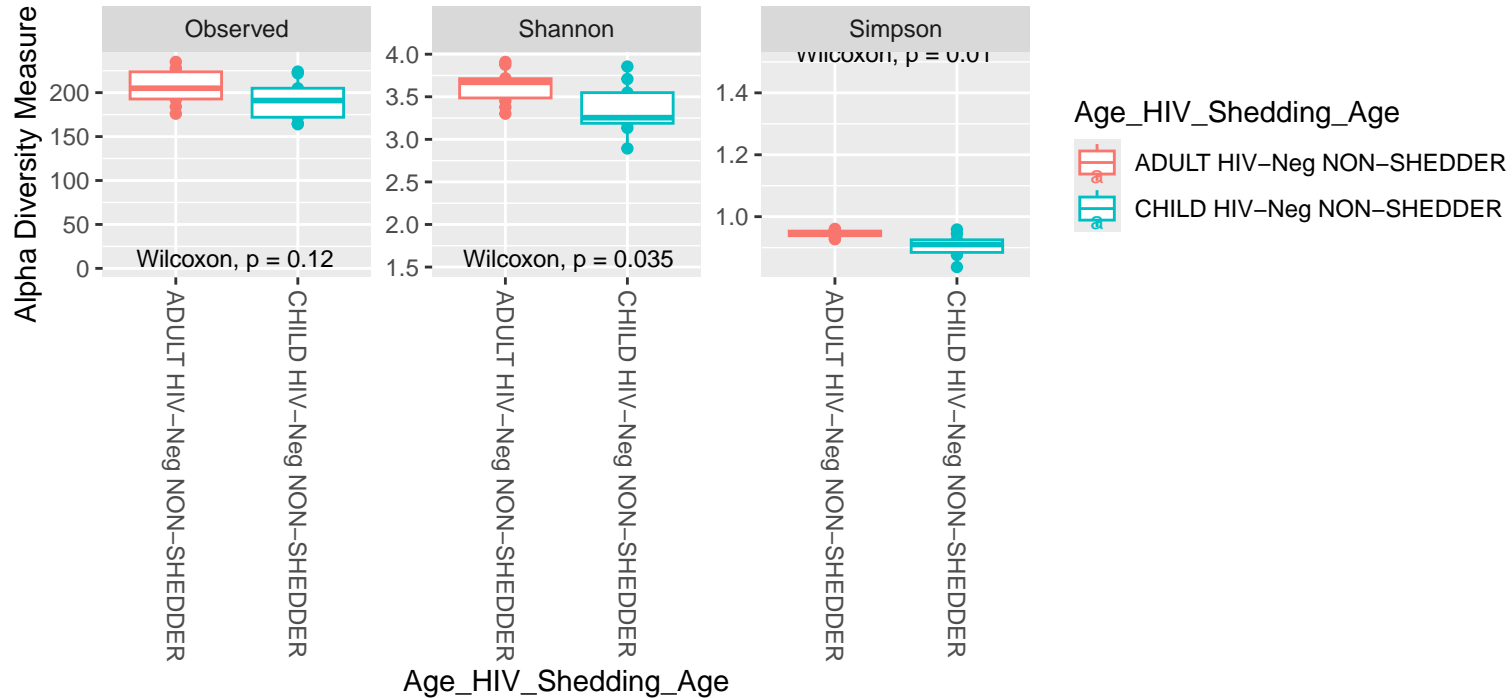 Observed
Shannon
Simpson
Alpha Diversity Measure
200
150
100
50
0
Wilcoxon, p = 0.12
4.0
3.5
3.0
2.5
2.0
1.5
Wilcoxon, p = 0.035
Wilcoxon, p = 0.01
1.4
1.2
1.0
ADULT HIV−Neg NON−SHEDDER
CHILD HIV−Neg NON−SHEDDER
ADULT HIV−Neg NON−SHEDDER
CHILD HIV−Neg NON−SHEDDER
ADULT HIV−Neg NON−SHEDDER
CHILD HIV−Neg NON−SHEDDER
Age_HIV_Shedding_Age
Age_HIV_Shedding_Age
a ADULT HIV−Neg NON−SHEDDER
a CHILD HIV−Neg NON−SHEDDER